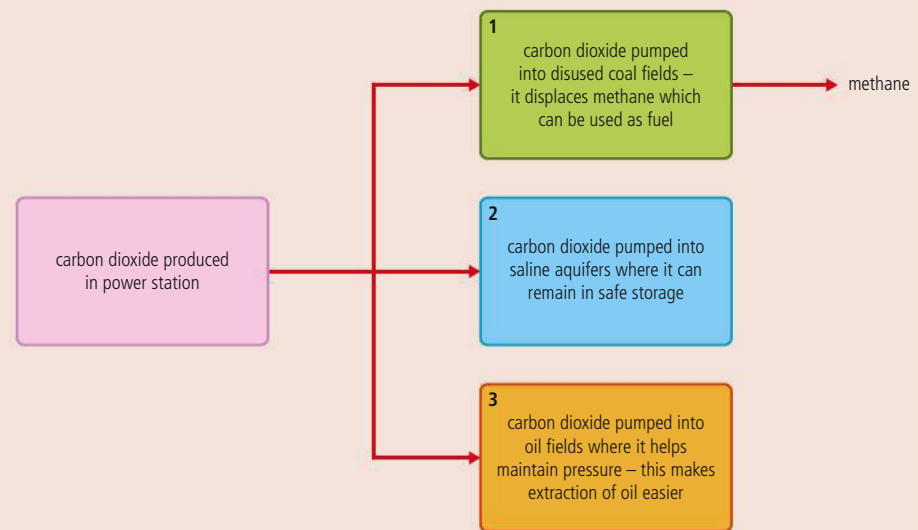 carbon dioxide produced
in power station
1
carbon dioxide pumped
into disused coal fields –
it displaces methane which
can be used as fuel
methane
2
carbon dioxide pumped into
saline aquifers where it can
remain in safe storage
3
carbon dioxide pumped into
oil fields where it helps
maintain pressure – this makes
extraction of oil easier